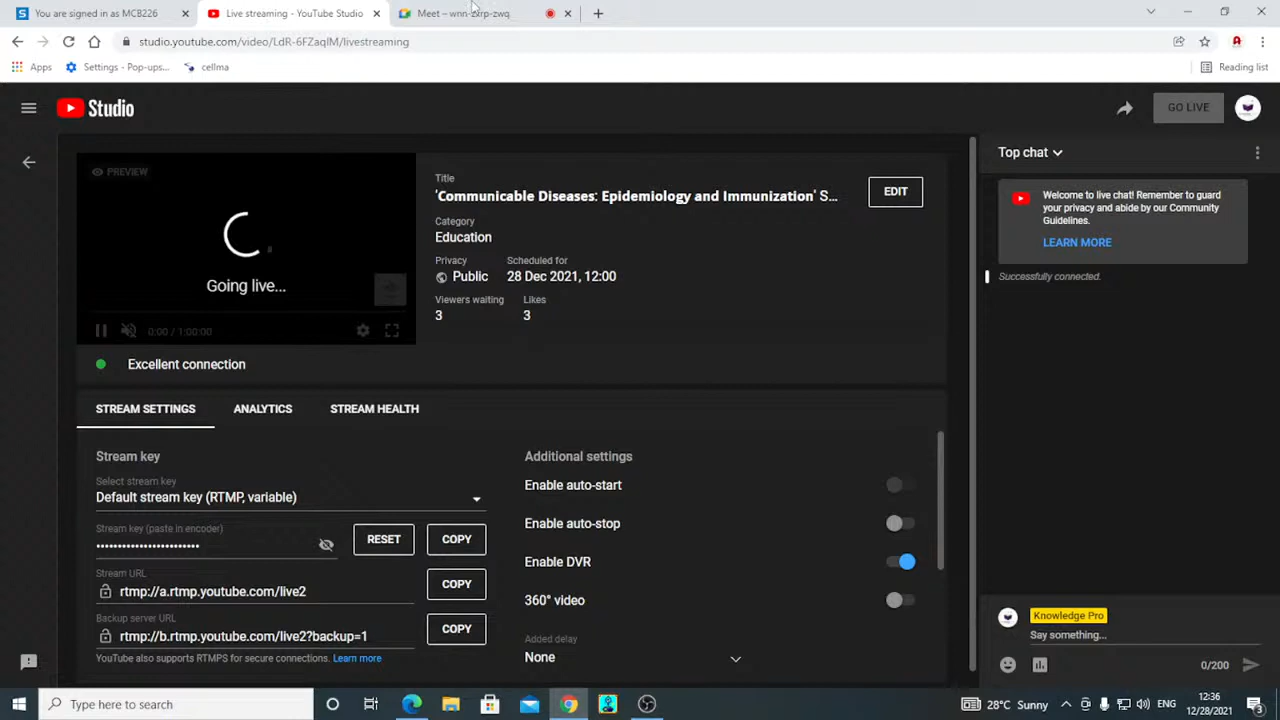 You are signed in as MCB226
Live streaming - YouTube Studio
Meet – wnn-zxrp-zwq
studio.youtube.com/video/LdR-6FZaqlM/livestreaming
Apps
Settings - Pop-ups...
cellma
Reading list
Studio
GO LIVE
PREVIEW
Going live...
0:00 / 1:00:00
Excellent connection
Title
'Communicable Diseases: Epidemiology and Immunization' S...
EDIT
Category
Education
Privacy
Scheduled for
Public
28 Dec 2021, 12:00
Viewers waiting
Likes
3
3
Top chat
Welcome to live chat! Remember to guard
your privacy and abide by our Community
Guidelines.
LEARN MORE
Successfully connected.
STREAM SETTINGS
ANALYTICS
STREAM HEALTH
Stream key
Select stream key
Default stream key (RTMP, variable)
Stream key (paste in encoder)
••••••••••••••••••••••••
RESET
COPY
Stream URL
rtmp://a.rtmp.youtube.com/live2
COPY
Backup server URL
rtmp://b.rtmp.youtube.com/live2?backup=1
COPY
YouTube also supports RTMPS for secure connections. Learn more
Additional settings
Enable auto-start
Enable auto-stop
Enable DVR
360° video
Added delay
None
Knowledge Pro
Say something...
0/200
Type here to search
28°C Sunny
ENG
12:36
12/28/2021
3